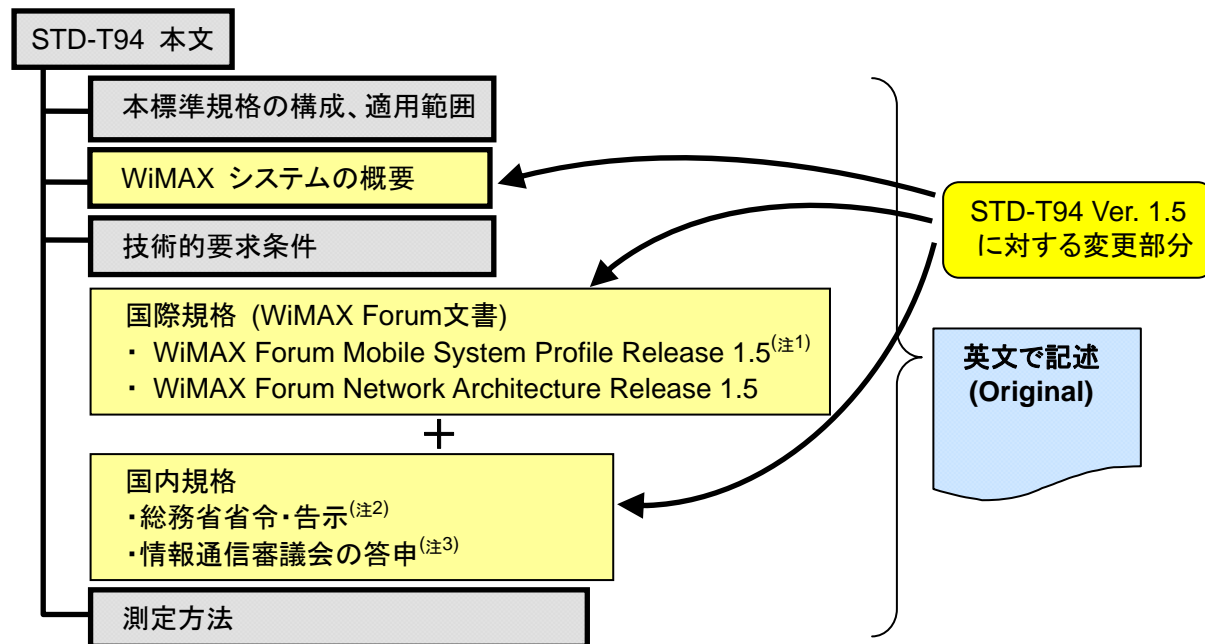 STD-T94 本文
本標準規格の構成、適用範囲
WiMAX システムの概要
技術的要求条件
国際規格 (WiMAX Forum文書)
・ WiMAX Forum Mobile System Profile Release 1.5(注1)
・ WiMAX Forum Network Architecture Release 1.5
+
国内規格
・総務省省令・告示(注2)
・情報通信審議会の答申(注3)
測定方法
STD-T94 Ver. 1.5
に対する変更部分
英文で記述
(Original)